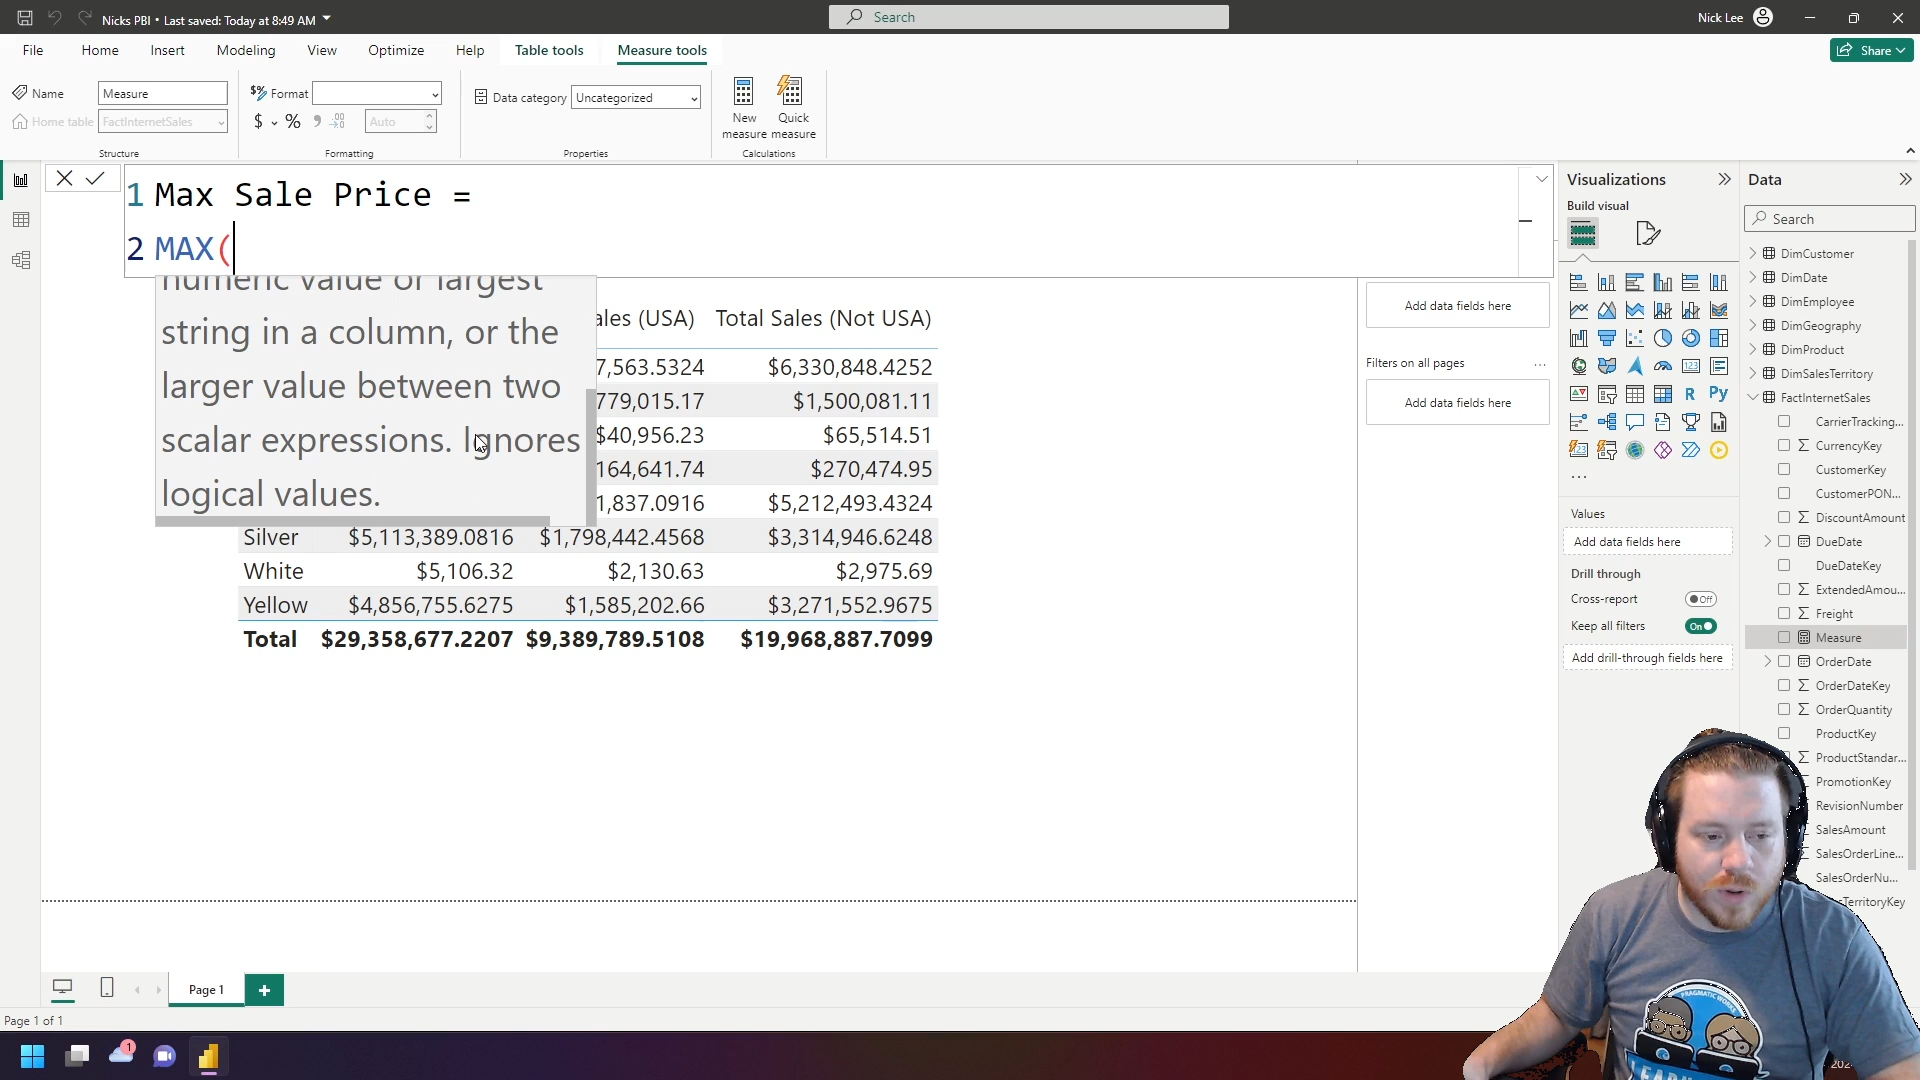 Nicks PBI • Last saved: Today at 8:49 AM
Search
Nick Lee
File
Home
Insert
Modeling
View
Optimize
Help
Table tools
Measure tools
Share
Name
Measure
Home table
FactInternetSales
Structure
Format
$
%
Auto
Formatting
Data category
Uncategorized
Properties
New measure
Quick measure
Calculations
1 Max Sale Price =
2 MAX(
numeric value or largest
string in a column, or the
larger value between two
scalar expressions. Ignores
logical values.
(USA)
Total Sales (Not USA)
7,563.5324 $6,330,848.4252
779,015.17 $1,500,081.11
$40,956.23 $65,514.51
164,641.74 $270,474.95
1,837.0916 $5,212,493.4324
Silver $5,113,389.0816 $1,798,442.4568 $3,314,946.6248
White $5,106.32 $2,130.63 $2,975.69
Yellow $4,856,755.6275 $1,585,202.66 $3,271,552.9675
Total $29,358,677.2207 $9,389,789.5108 $19,968,887.7099
Add data fields here
Filters on all pages
...
Add data fields here
Visualizations
Build visual
123
R
Py
...
Values
Add data fields here
Drill through
Cross-report
Off
Keep all filters
On
Add drill-through fields here
Data
Search
DimCustomer
DimDate
DimEmployee
DimGeography
DimProduct
DimSalesTerritory
FactInternetSales
CarrierTracking...
CurrencyKey
CustomerKey
CustomerPON...
DiscountAmount
DueDate
DueDateKey
ExtendedAmou...
Freight
Measure
OrderDate
OrderDateKey
OrderQuantity
ProductKey
ProductStandar...
PromotionKey
RevisionNumber
SalesAmount
SalesOrderLine...
SalesOrderNu...
TerritoryKey
Page 1
+
Page 1 of 1
1
PRAGMATIC WORKS